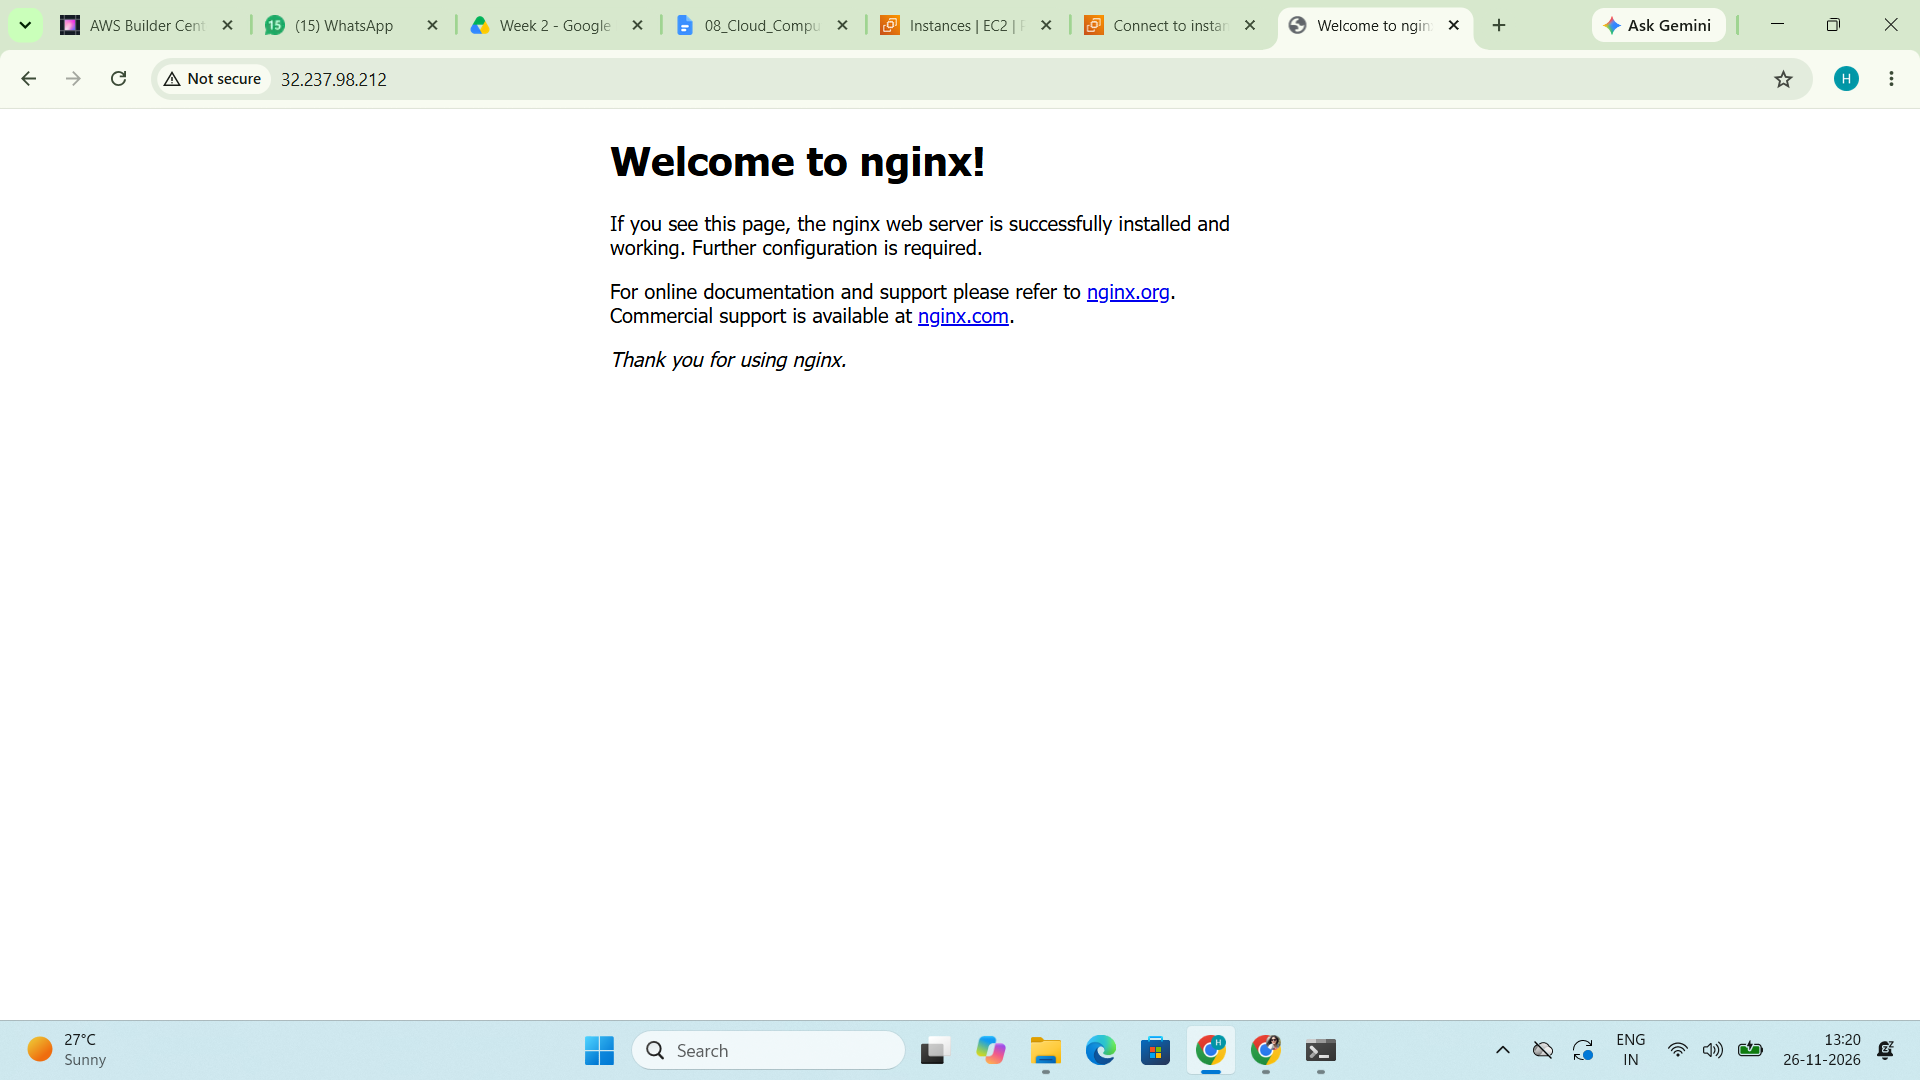 AWS Builder Cent
(15) WhatsApp
Week 2 - Google
08_Cloud_Compu
Instances | EC2 |
Connect to instan
Welcome to ngin
Ask Gemini
Not secure
32.237.98.212
H
Welcome to nginx!
If you see this page, the nginx web server is successfully installed and
working. Further configuration is required.
For online documentation and support please refer to nginx.org.
Commercial support is available at nginx.com.
Thank you for using nginx.
27°C
Sunny
Search
ENG
IN
13:20
26-11-2026